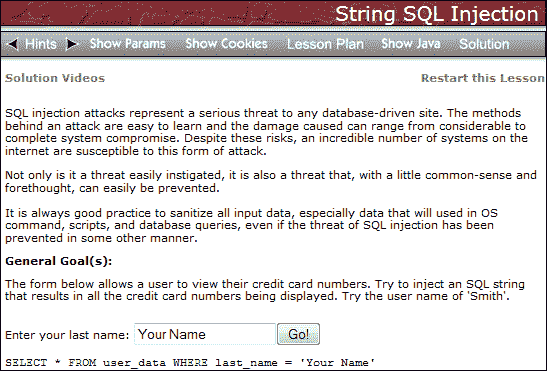 String SQL Injection
Hints Show Params Show Cookies Lesson Plan Show Java Solution
Solution Videos Restart this Lesson
SQL injection attacks represent a serious threat to any database-driven site. The methods
behind an attack are easy to learn and the damage caused can range from considerable to
complete system compromise. Despite these risks, an incredible number of systems on the
internet are susceptible to this form of attack.
Not only is it a threat easily instigated, it is also a threat that, with a little common-sense and
forethought, can easily be prevented.
It is always good practice to sanitize all input data, especially data that will used in OS
command, scripts, and database queries, even if the threat of SQL injection has been
prevented in some other manner.
General Goal(s):
The form below allows a user to view their credit card numbers. Try to inject an SQL string
that results in all the credit card numbers being displayed. Try the user name of 'Smith'.
Enter your last name: Your Name Go!
SELECT * FROM user_data WHERE last_name = 'Your Name'